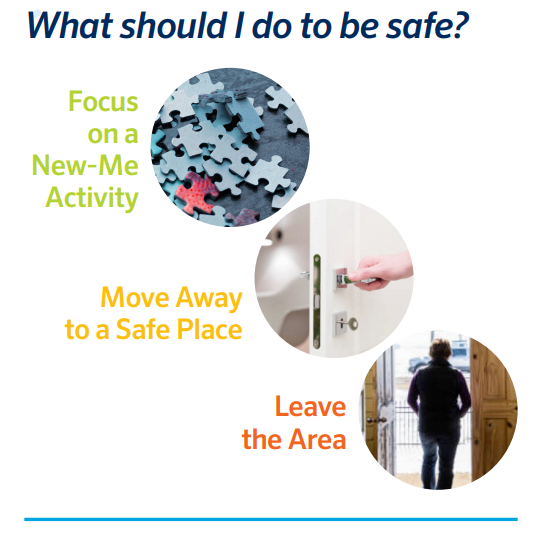 What should I do to be safe?
Focus
on a
New-Me
Activity
Move Away
to a Safe Place
Leave
the Area